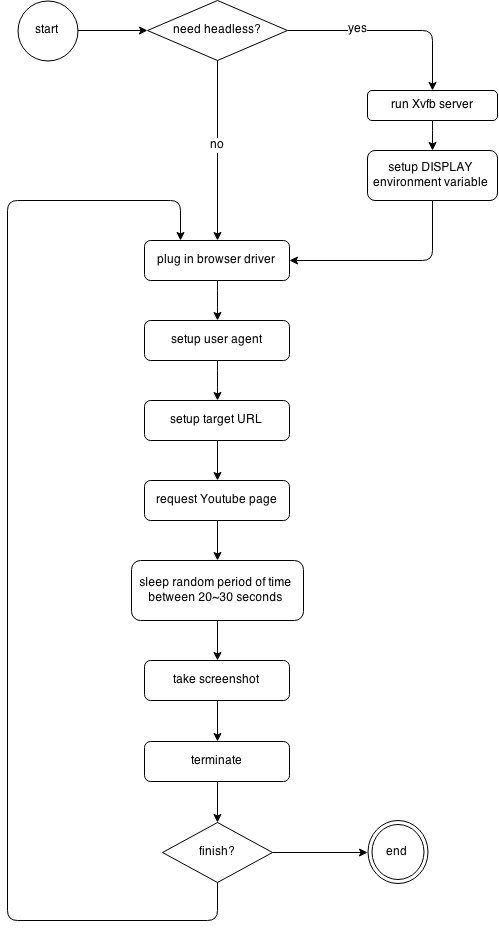 start
need headless?
yes
run Xvfb server
setup DISPLAY
environment variable
no
plug in browser driver
setup user agent
setup target URL
request Youtube page
sleep random period of time
between 20~30 seconds
take screenshot
terminate
finish?
end